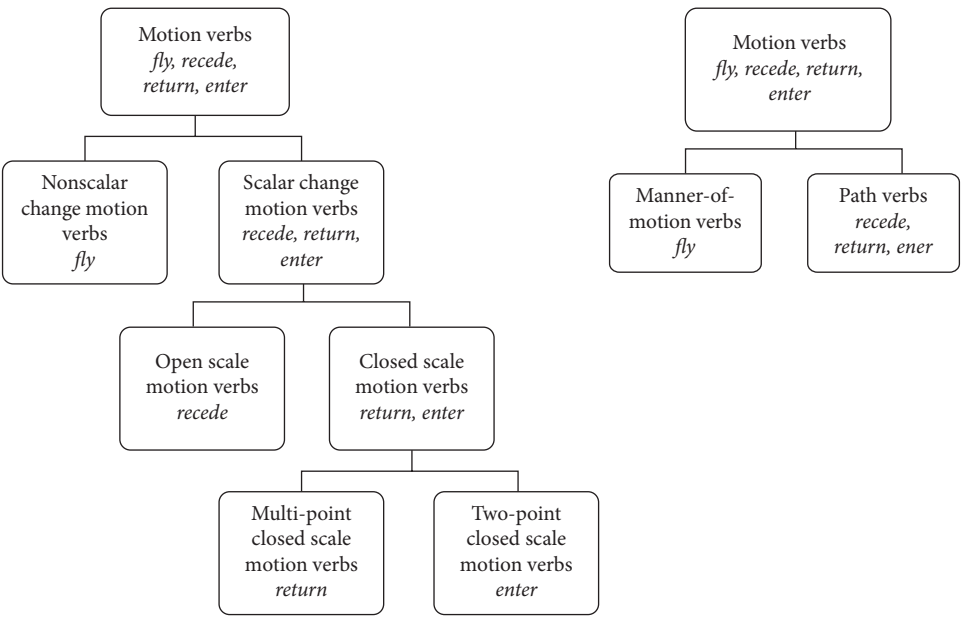 Motion verbs
fly, recede,
return, enter
Nonscalar
change motion
verbs
fly
Scalar change
motion verbs
recede, return,
enter
Open scale
motion verbs
recede
Closed scale
motion verbs
return, enter
Multi-point
closed scale
motion verbs
return
Two-point
closed scale
motion verbs
enter
Motion verbs
fly, recede, return,
enter
Manner-of-
motion verbs
fly
Path verbs
recede,
return, ener